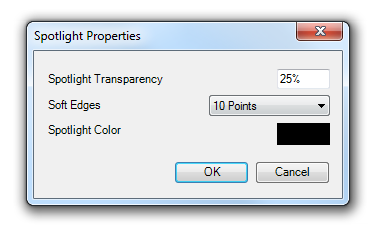 Spotlight Properties
Spotlight Transparency 25%
Soft Edges 10 Points
Spotlight Color
OK Cancel